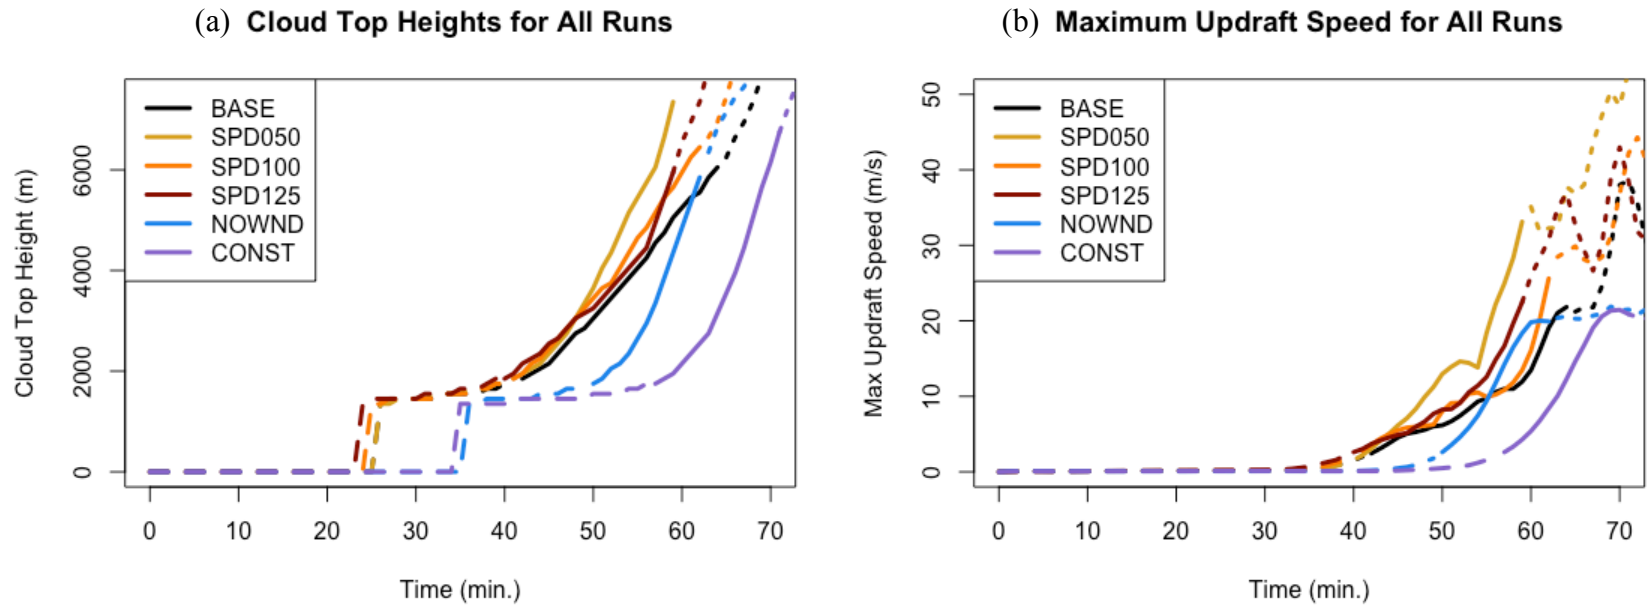 (a) Cloud Top Heights for All Runs
BASE
SPD050
SPD100
SPD125
NOWND
CONST
Cloud Top Height (m)
0
2000
4000
6000
0 10 20 30 40 50 60 70
Time (min.)
(b) Maximum Updraft Speed for All Runs
BASE
SPD050
SPD100
SPD125
NOWND
CONST
Max Updraft Speed (m/s)
0
10
20
30
40
50
0 10 20 30 40 50 60 70
Time (min.)